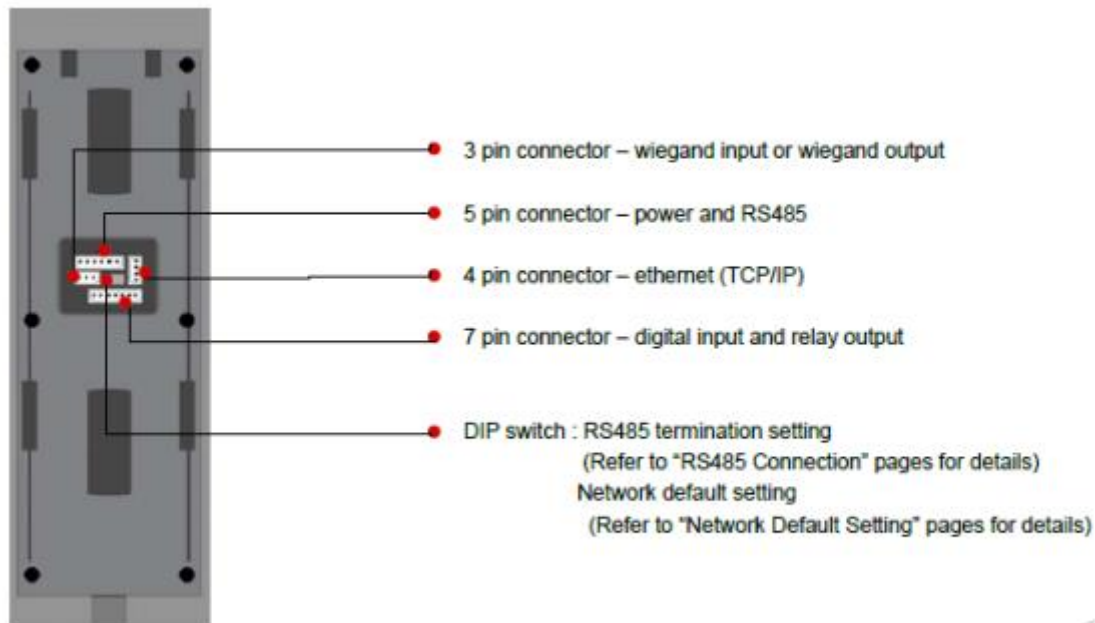 3 pin connector – wiegand input or wiegand output
5 pin connector – power and RS485
4 pin connector – ethernet (TCP/IP)
7 pin connector – digital input and relay output
DIP switch : RS485 termination setting
(Refer to “RS485 Connection” pages for details)
Network default setting
(Refer to “Network Default Setting” pages for details)